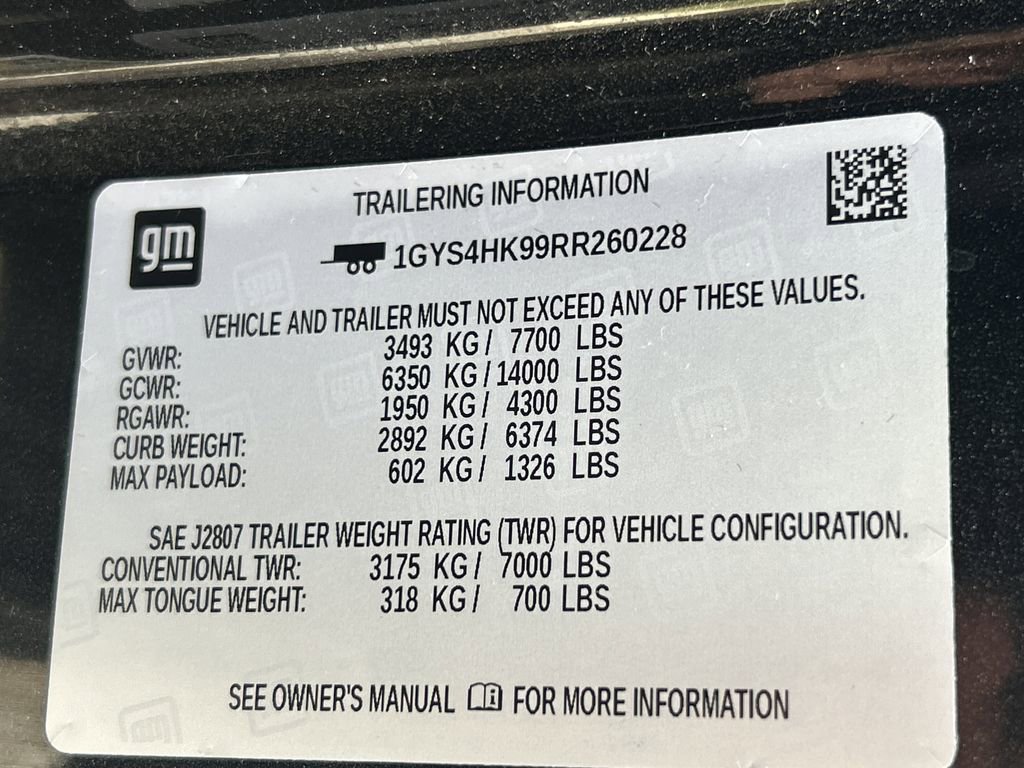 TRAILERING INFORMATION
gm
1GYS4HK99RR260228
VEHICLE AND TRAILER MUST NOT EXCEED ANY OF THESE VALUES.
GVWR: 3493 KG / 7700 LBS
GCWR: 6350 KG / 14000 LBS
RGAWR: 1950 KG / 4300 LBS
CURB WEIGHT: 2892 KG / 6374 LBS
MAX PAYLOAD: 602 KG / 1326 LBS
SAE J2807 TRAILER WEIGHT RATING (TWR) FOR VEHICLE CONFIGURATION.
CONVENTIONAL TWR: 3175 KG / 7000 LBS
MAX TONGUE WEIGHT: 318 KG / 700 LBS
SEE OWNER'S MANUAL FOR MORE INFORMATION